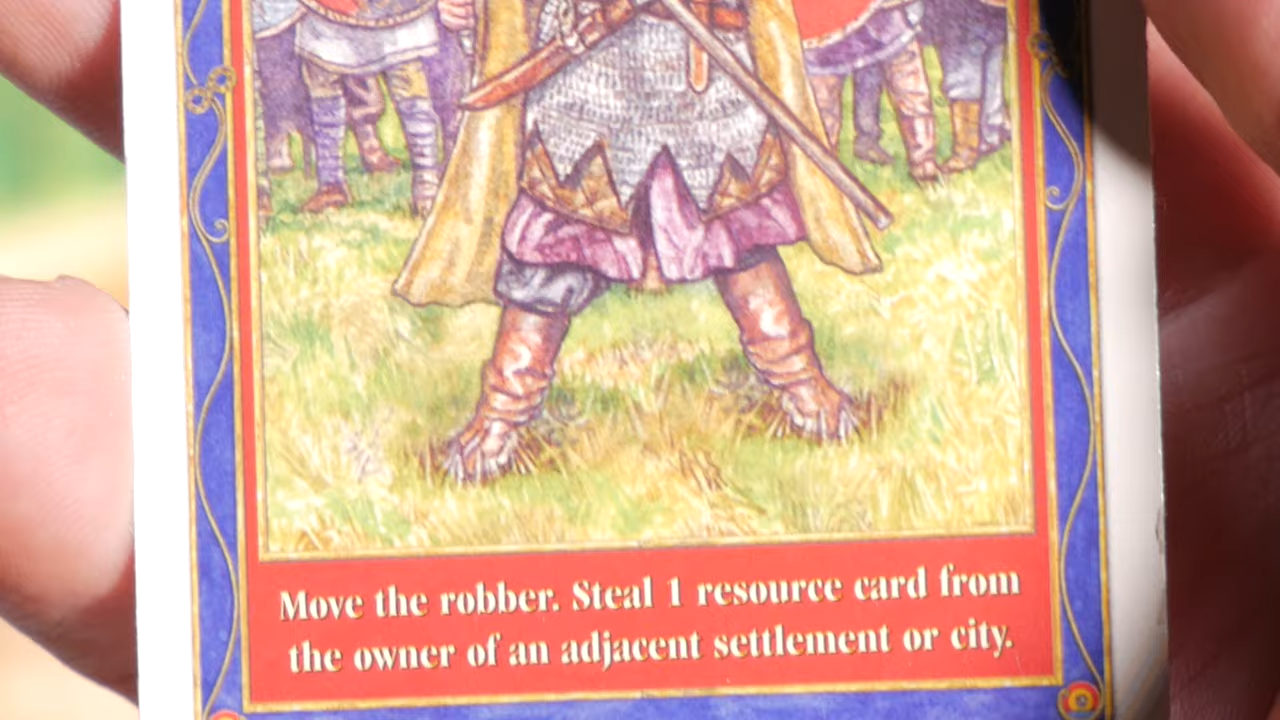 Move the robber. Steal 1 resource card from
the owner of an adjacent settlement or city.